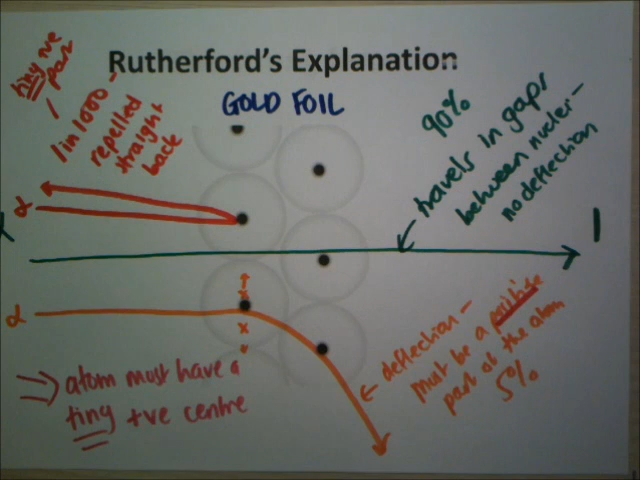 Rutherford's Explanation
GOLD FOIL
tiny +ve
part
1 in 1000 -
repelled
straight
back
90%
travels in gaps
between nuclei -
no deflection
α
α
deflection -
must be a positive
part of the atom
5%
atom must have a
tiny +ve centre